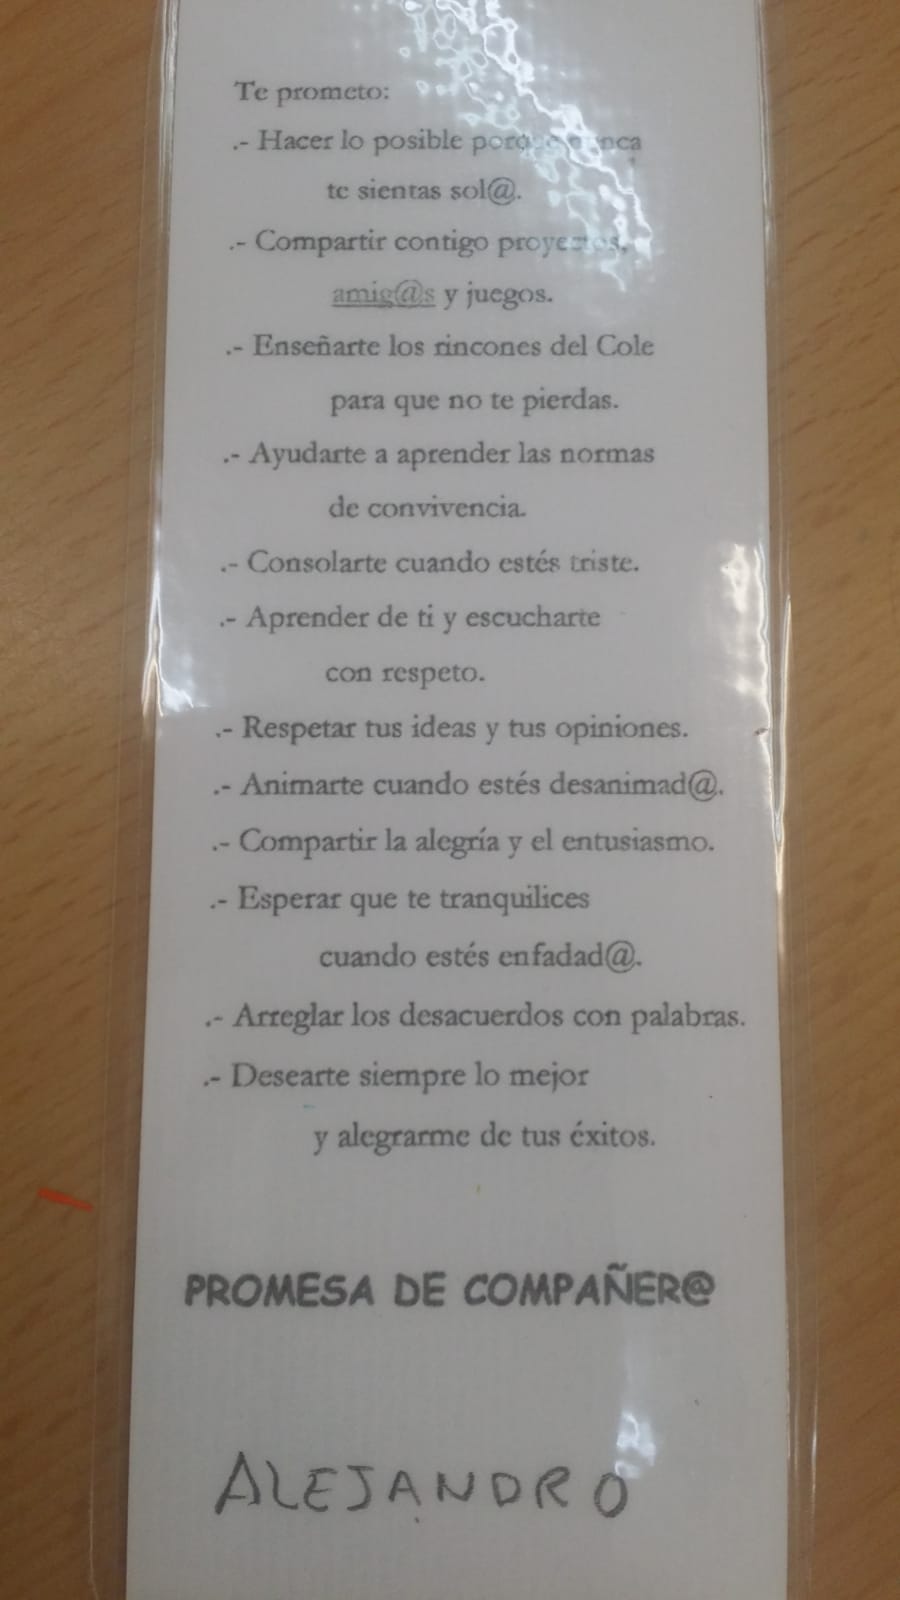 Te prometo:
.- Hacer lo posible porque nunca
te sientas sol@.
.- Compartir contigo proyectos,
amig@s y juegos.
.- Enseñarte los rincones del Cole
para que no te pierdas.
.- Ayudarte a aprender las normas
de convivencia.
.- Consolarte cuando estés triste.
.- Aprender de ti y escucharte
con respeto.
.- Respetar tus ideas y tus opiniones.
.- Animarte cuando estés desanimad@.
.- Compartir la alegría y el entusiasmo.
.- Esperar que te tranquilices
cuando estés enfadad@.
.- Arreglar los desacuerdos con palabras.
.- Desearte siempre lo mejor
y alegrarme de tus éxitos.
PROMESA DE COMPAÑER@
ALEJANDRO